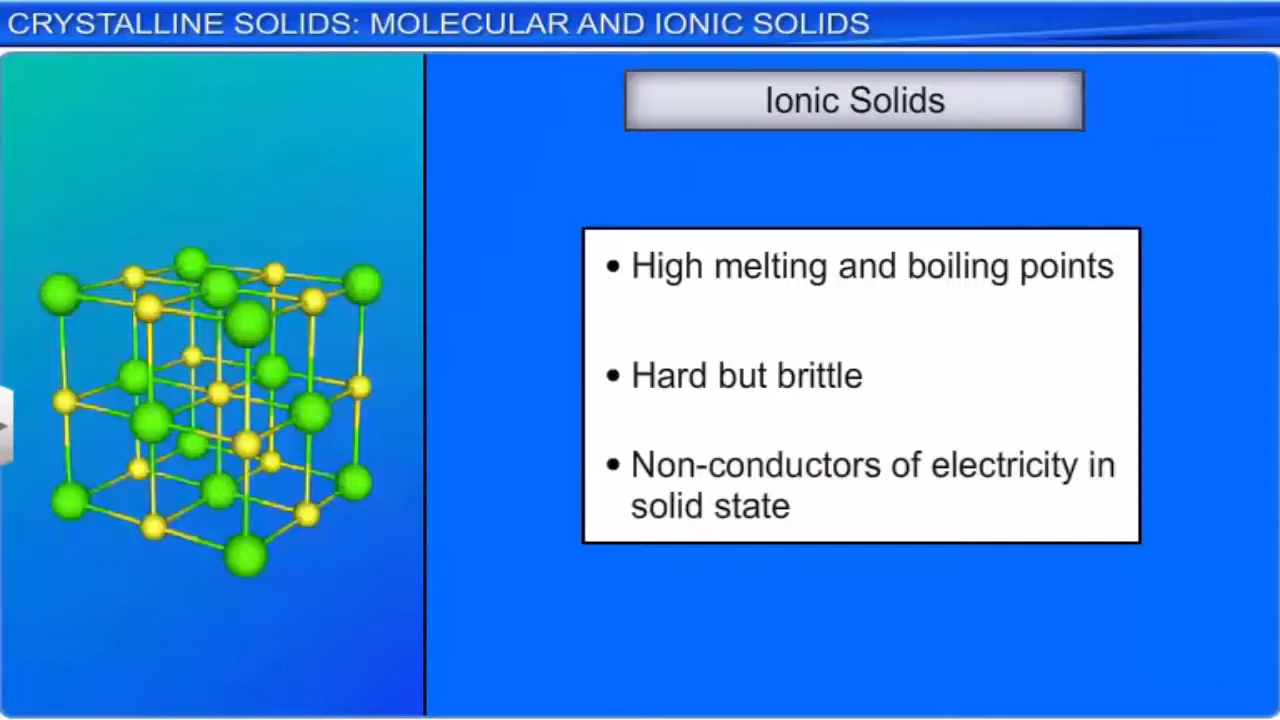 CRYSTALLINE SOLIDS: MOLECULAR AND IONIC SOLIDS
Ionic Solids
• High melting and boiling points
• Hard but brittle
• Non-conductors of electricity in
solid state